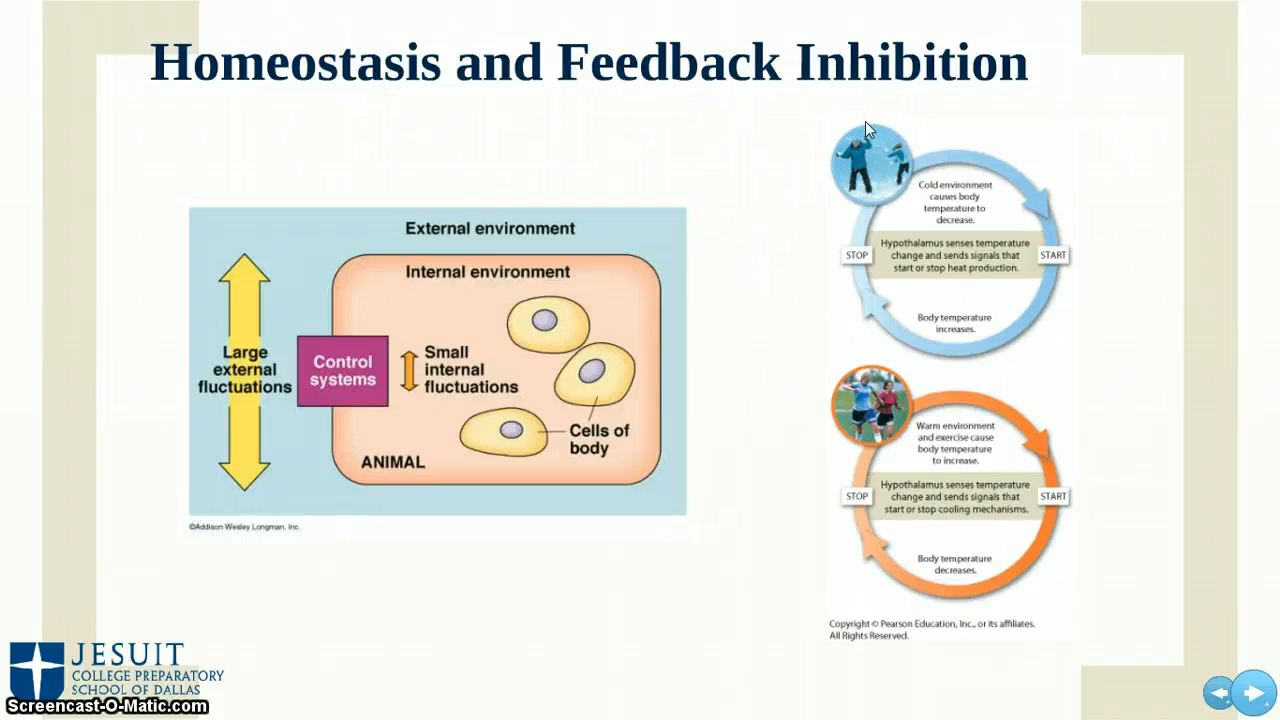 Homeostasis and Feedback Inhibition
External environment
Internal environment
Large
external
fluctuations
Control
systems
Small
internal
fluctuations
Cells of
body
ANIMAL
©Addison Wesley Longman, Inc.
Cold environment
causes body
temperature to
decrease.
STOP
Hypothalamus senses temperature
change and sends signals that
start or stop heat production.
START
Body temperature
increases.
Warm environment
and exercise cause
body temperature
to increase.
STOP
Hypothalamus senses temperature
change and sends signals that
start or stop cooling mechanisms.
START
Body temperature
decreases.
Copyright © Pearson Education, Inc., or its affiliates.
All Rights Reserved.
JESUIT
COLLEGE PREPARATORY
SCHOOL OF DALLAS
Screencast-O-Matic.com